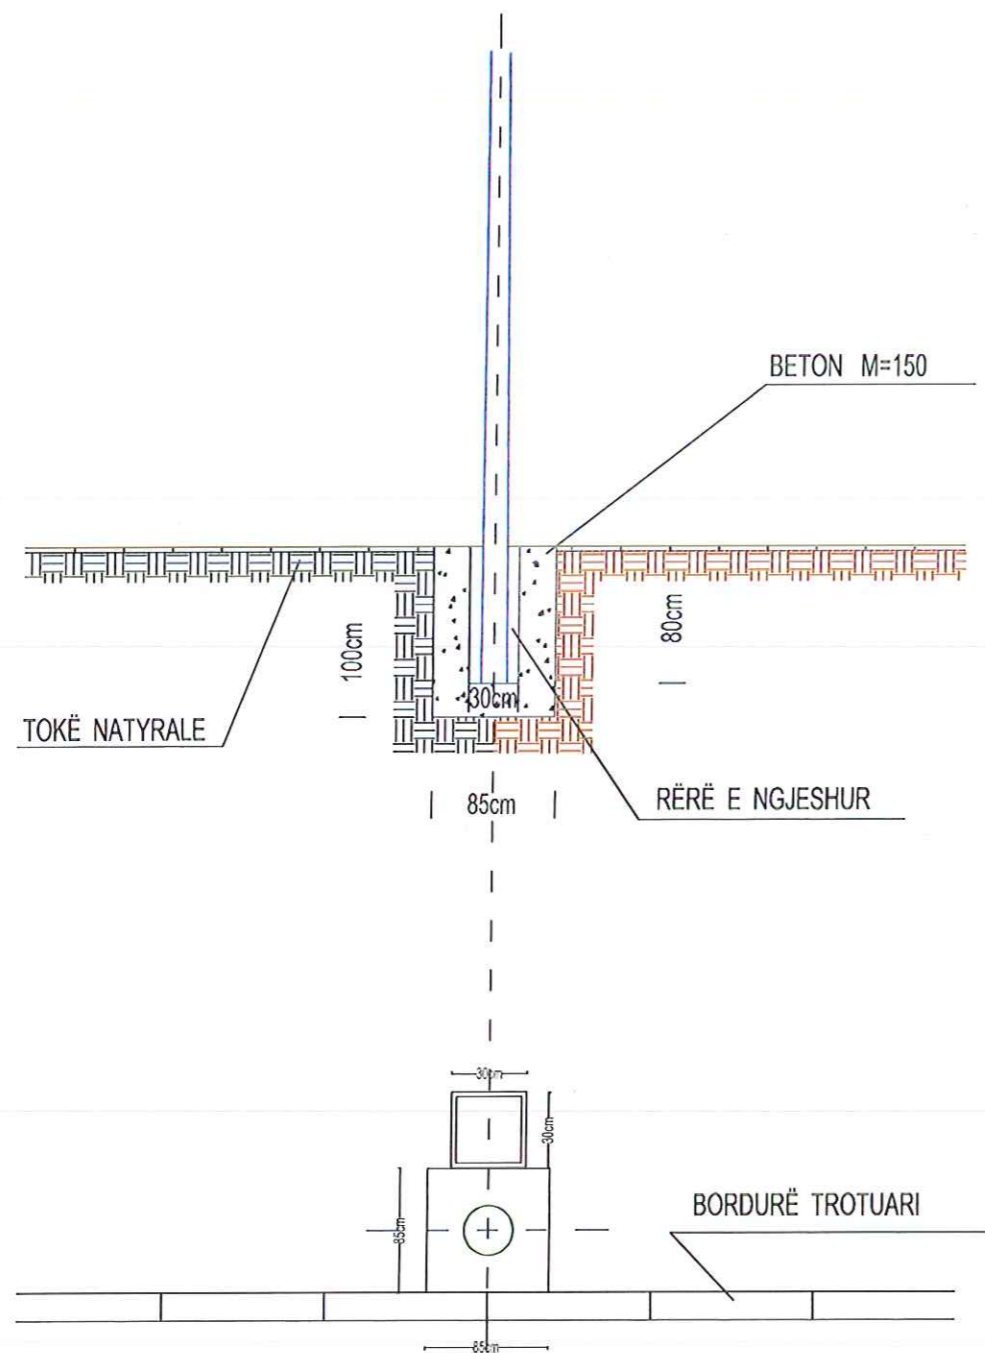 BETON M=150
100cm
80cm
30cm
TOKË NATYRALE
85cm
RËRË E NGJESHUR
30cm
30cm
85cm
BORDURË TROTUARI
85cm